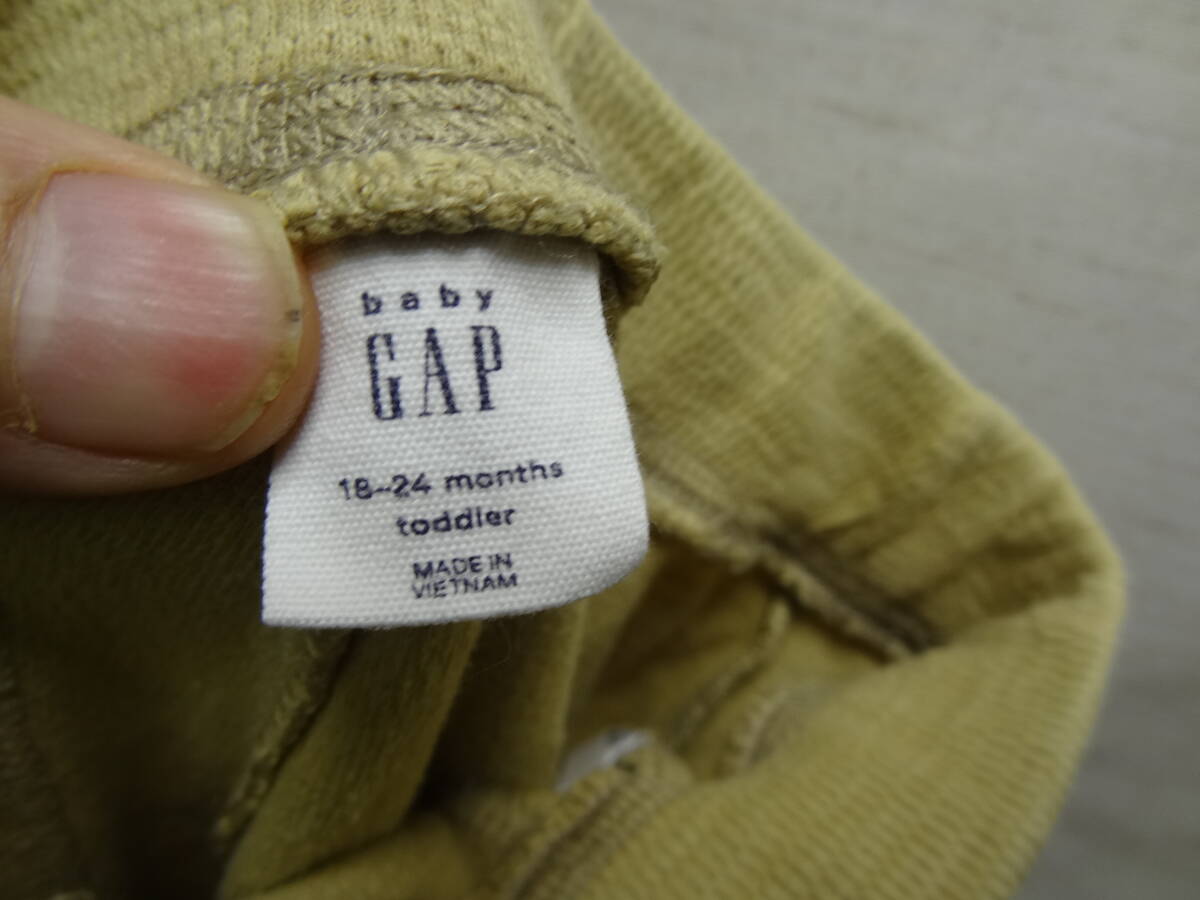 baby
GAP
18-24 months
toddler
MADE IN
VIETNAM